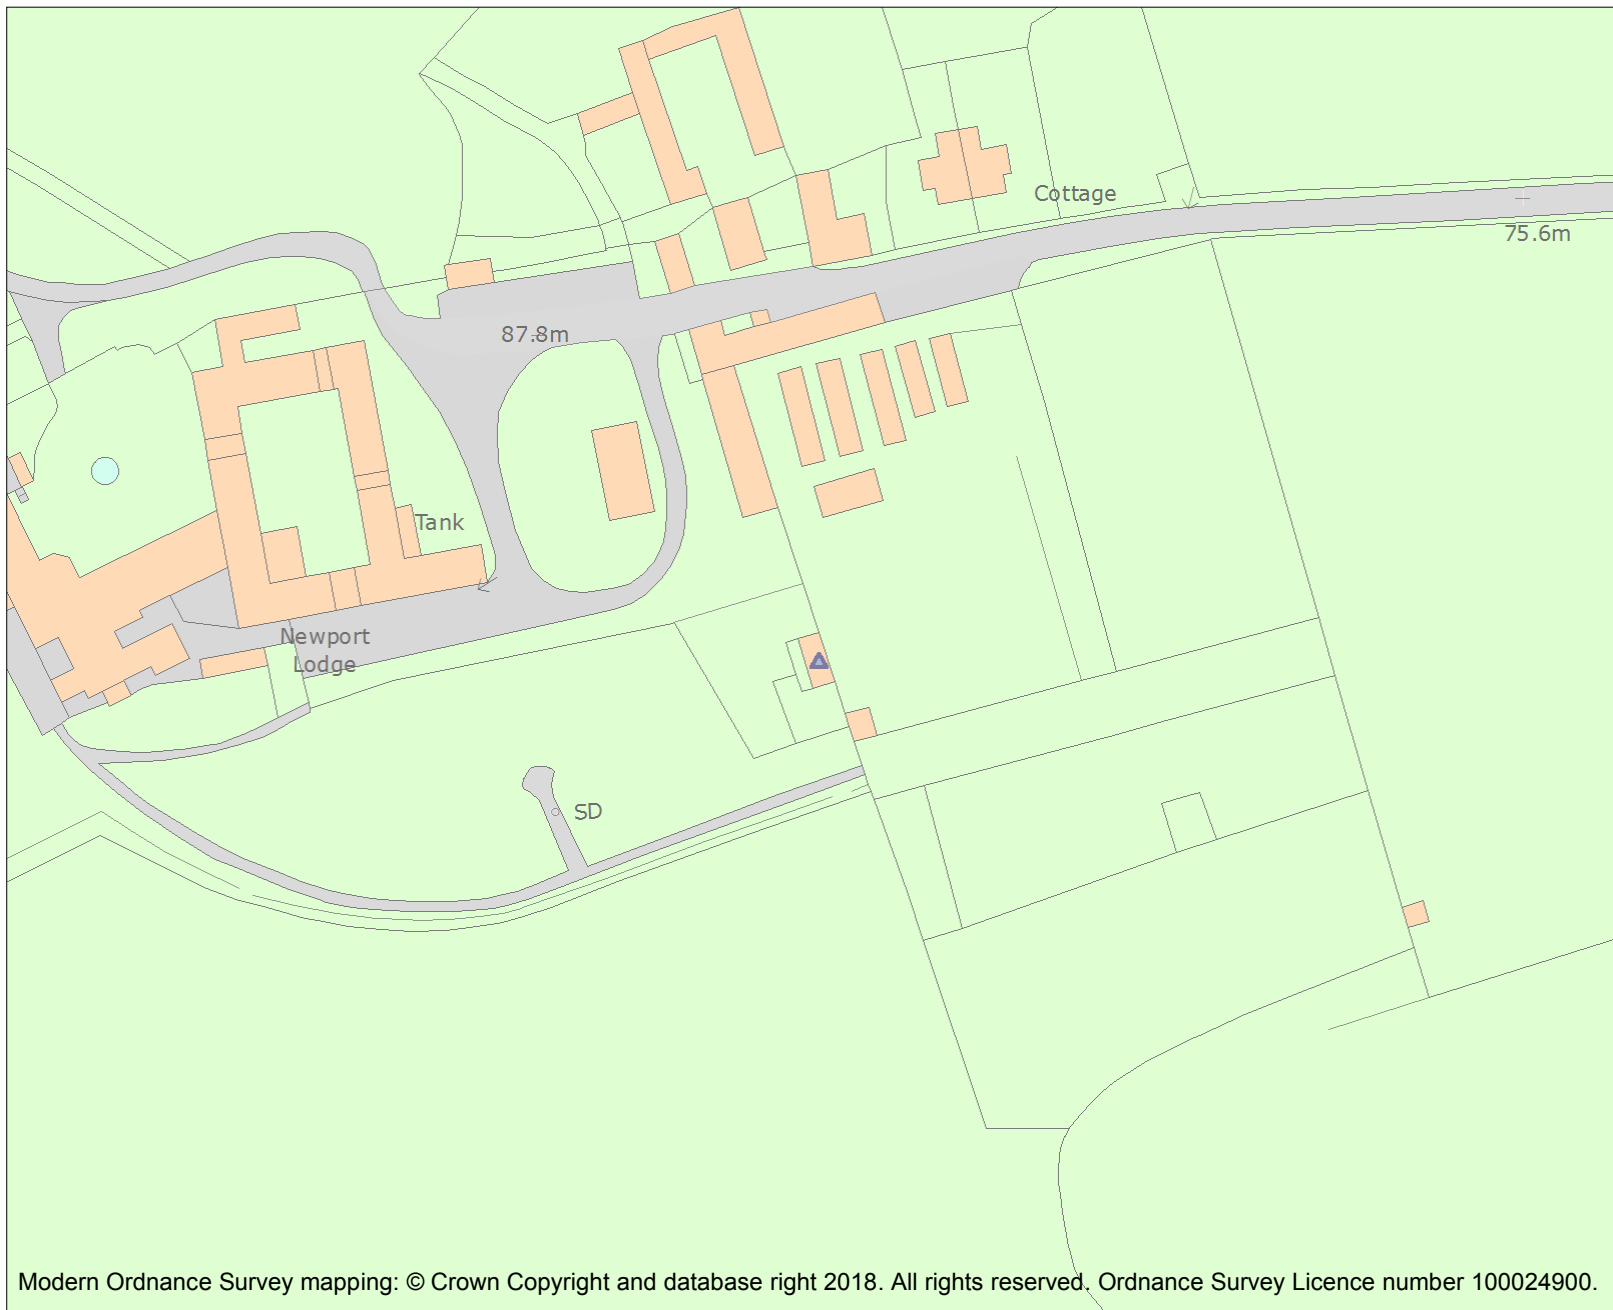 Cottage
75.6m
87.8m
Tank
Newport
Lodge
SD
Modern Ordnance Survey mapping: © Crown Copyright and database right 2018. All rights reserved. Ordnance Survey Licence number 100024900.